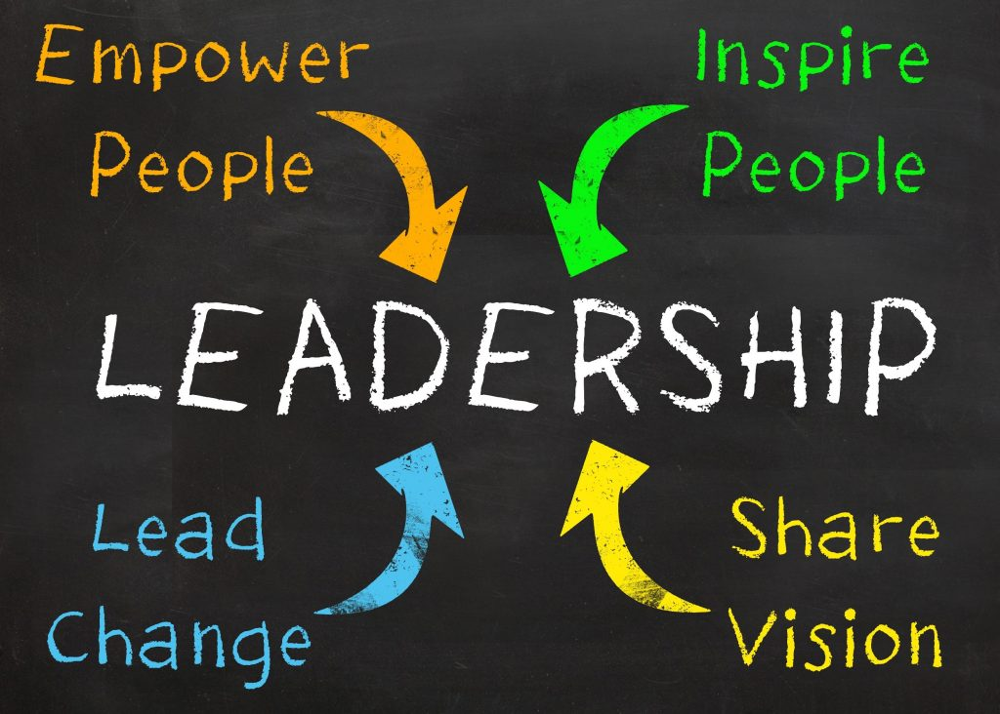 Empower
People
Inspire
People
LEADERSHIP
Lead
Change
Share
Vision